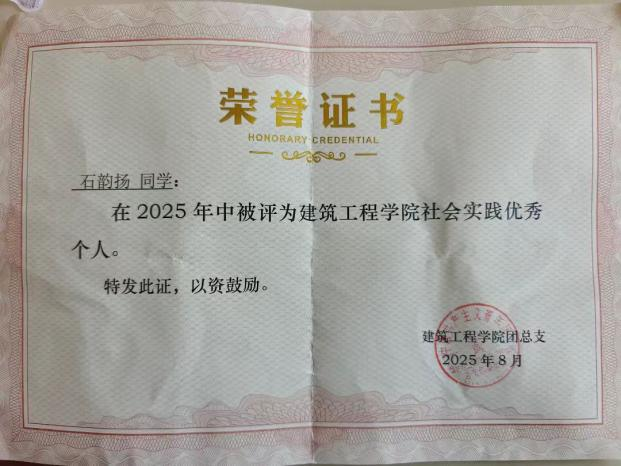 荣誉证书
HONORARY CREDENTIAL
石韵扬 同学：
在 2025 年中被评为建筑工程学院社会实践优秀
个人。
特发此证，以资鼓励。
建筑工程学院团总支
2025 年 8 月